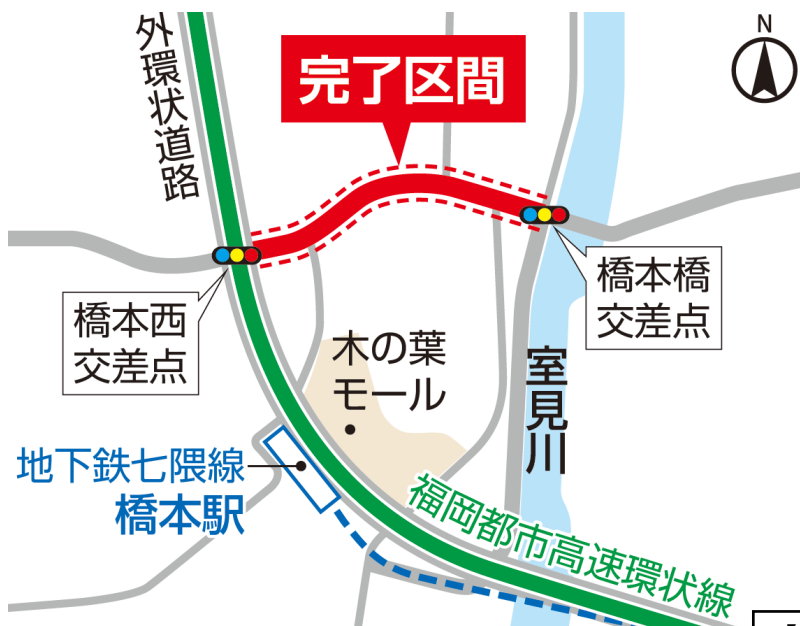 N
外環状道路
完了区間
橋本西
交差点
橋本橋
交差点
木の葉
モール
室見川
地下鉄七隈線
橋本駅
福岡都市高速環状線